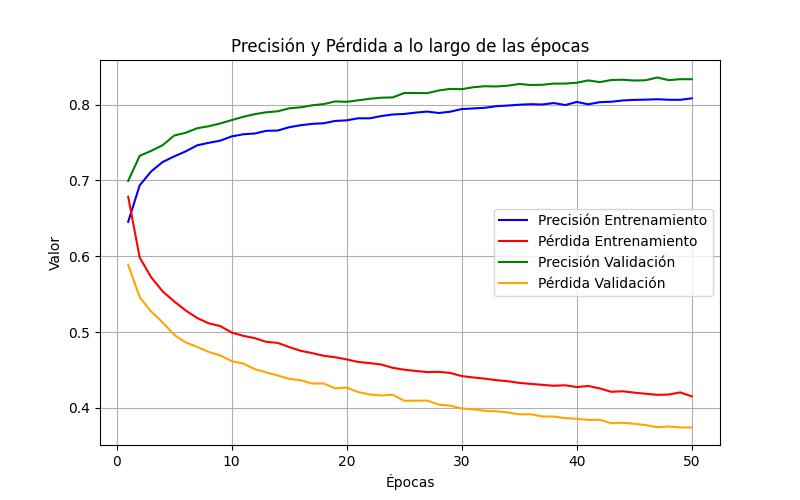 Precisión y Pérdida a lo largo de las épocas
Valor
0.8
0.7
0.6
0.5
0.4
Precisión Entrenamiento
Pérdida Entrenamiento
Precisión Validación
Pérdida Validación
0 10 20 30 40 50
Épocas